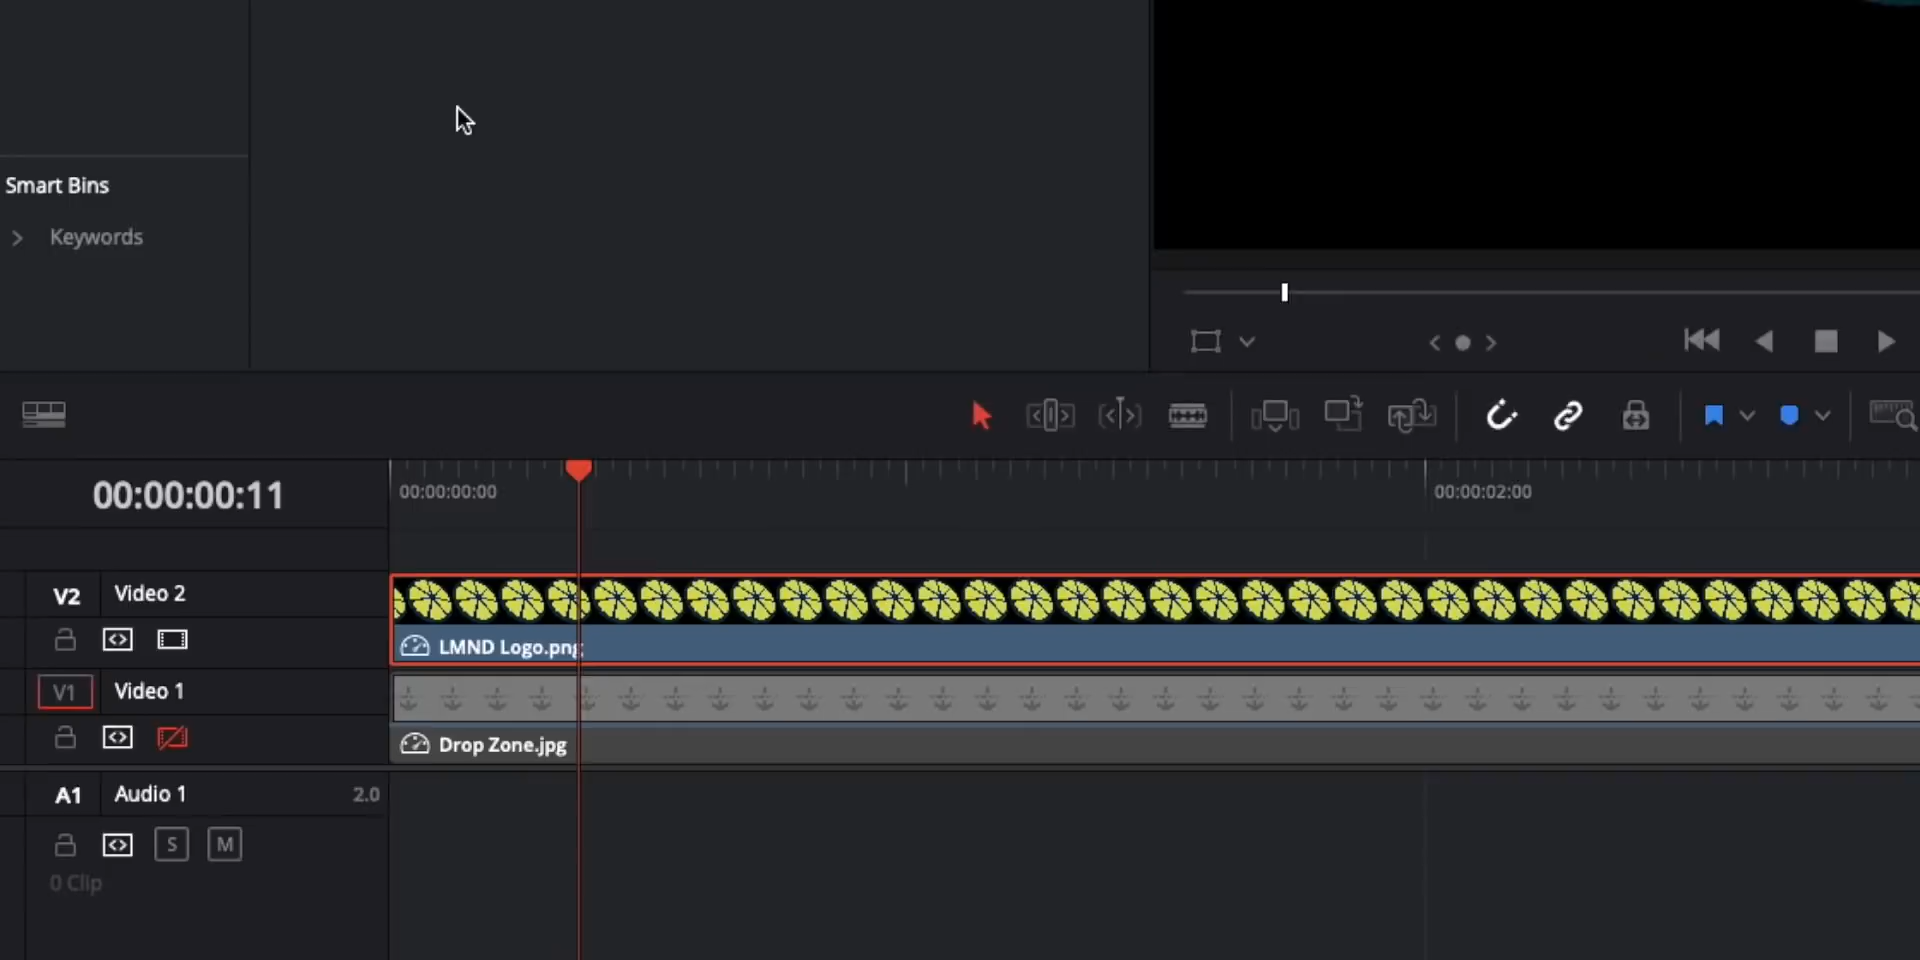 Smart Bins
Keywords
00:00:00:11
00:00:00:00
00:00:02:00
V2
Video 2
LMND Logo.png
V1
Video 1
Drop Zone.jpg
A1
Audio 1
2.0
S
M
0 Clip